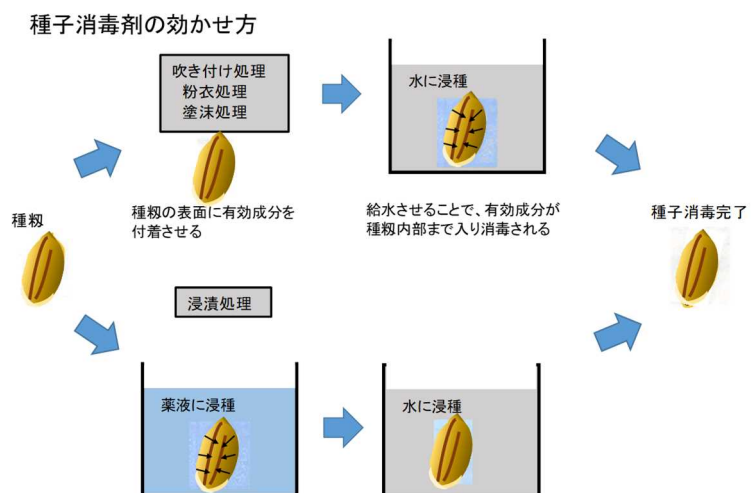 種子消毒剤の効かせ方
吹き付け処理
粉衣処理
塗沫処理
水に浸種
種籾
種籾の表面に有効成分を
付着させる
給水させることで、有効成分が
種籾内部まで入り消毒される
種子消毒完了
浸漬処理
薬液に浸種
水に浸種